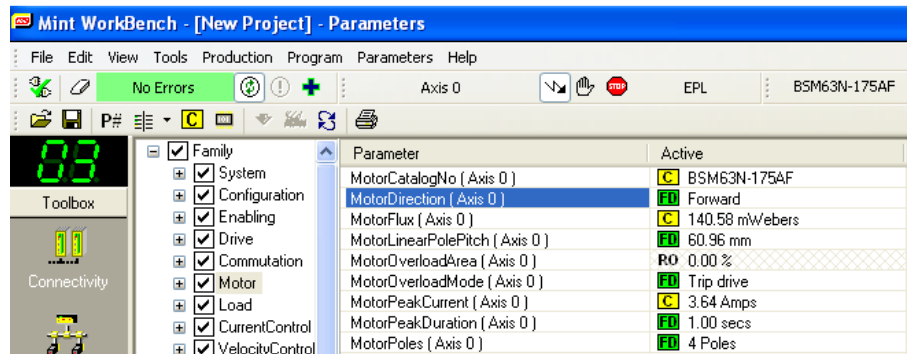 Mint WorkBench - [New Project] - Parameters
File Edit View Tools Production Program Parameters Help
No Errors Axis 0 STOP EPL BSM63N-175AF
P# C
03
Toolbox
Connectivity
Family
System
Configuration
Enabling
Drive
Commutation
Motor
Load
CurrentControl
VelocityControl
Parameter Active
MotorCatalogNo ( Axis 0 ) C BSM63N-175AF
MotorDirection ( Axis 0 ) FD Forward
MotorFlux ( Axis 0 ) C 140.58 mWebers
MotorLinearPolePitch ( Axis 0 ) FD 60.96 mm
MotorOverloadArea ( Axis 0 ) RO 0.00 %
MotorOverloadMode ( Axis 0 ) FD Trip drive
MotorPeakCurrent ( Axis 0 ) C 3.64 Amps
MotorPeakDuration ( Axis 0 ) FD 1.00 secs
MotorPoles ( Axis 0 ) FD 4 Poles